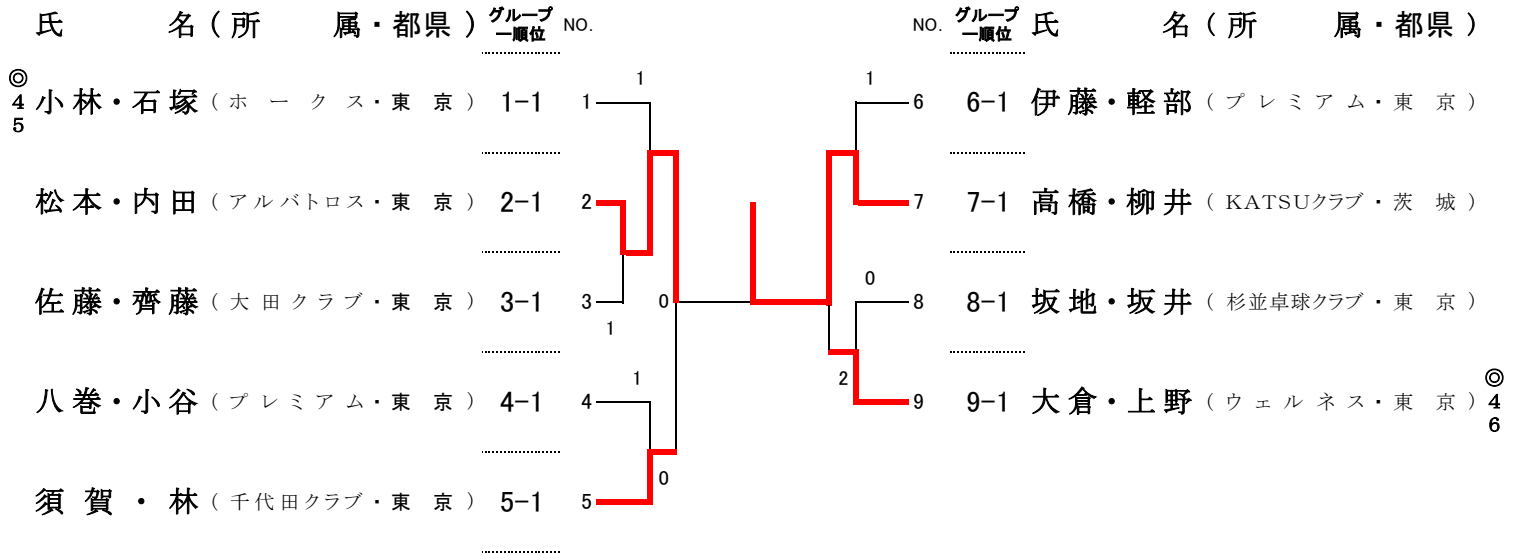 氏 名(所 属・都県) グループ一順位 NO. NO. グループ一順位 氏 名(所 属・都県)
1 1
◎45 小林・石塚(ホークス・東京) 1-1 1 6 6-1 伊藤・軽部(プレミアム・東京)
松本・内田(アルバトロス・東京) 2-1 2 7 7-1 高橋・柳井(KATSUクラブ・茨城)
0
佐藤・齊藤(大田クラブ・東京) 3-1 3 0 8 8-1 坂地・坂井(杉並卓球クラブ・東京)
1
1 2
八巻・小谷(プレミアム・東京) 4-1 4 9 9-1 大倉・上野(ウェルネス・東京) ◎46
0
須賀・林(千代田クラブ・東京) 5-1 5